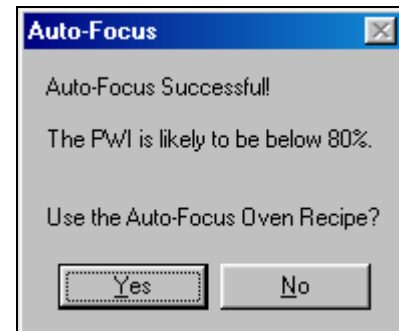 Auto-Focus
Auto-Focus Successful!
The PWI is likely to be below 80%.
Use the Auto-Focus Oven Recipe?
Yes
No